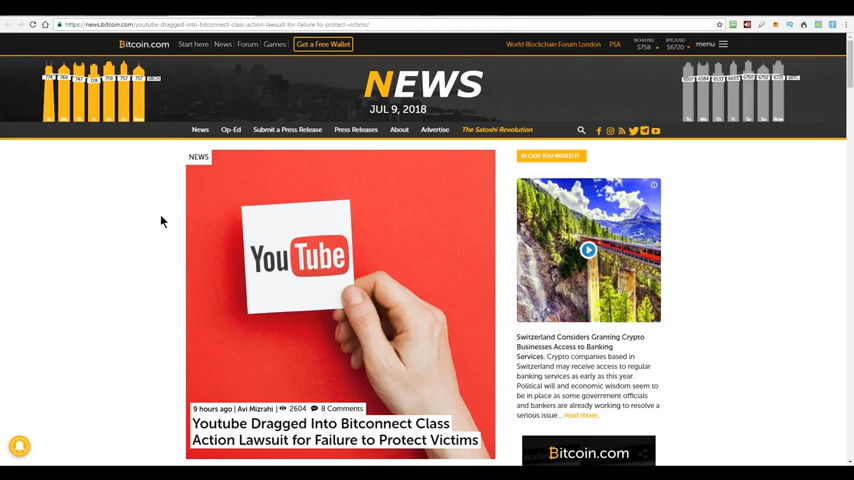 https://news.bitcoin.com/youtube-dragged-into-bitconnect-class-action-lawsuit-for-failure-to-protect-victims/
Bitcoin.com Start here | News | Forum | Games | Get a Free Wallet
World Blockchain Forum London PSA BCH/USD BTC/USD menu
$758 $6720
NEWS
JUL 9, 2018
News Op-Ed Submit a Press Release Press Releases About Advertise The Satoshi Revolution
NEWS
YouTube
9 hours ago | Avi Mizrahi | 2604 8 Comments
Youtube Dragged Into Bitconnect Class
Action Lawsuit for Failure to Protect Victims
IN CASE YOU MISSED IT
Switzerland Considers Granting Crypto
Businesses Access to Banking
Services. Crypto companies based in
Switzerland may receive access to regular
banking services as early as this year.
Political will and economic wisdom seem to
be in place as some government officials
and bankers are already working to resolve a
serious issue... read more.
Bitcoin.com